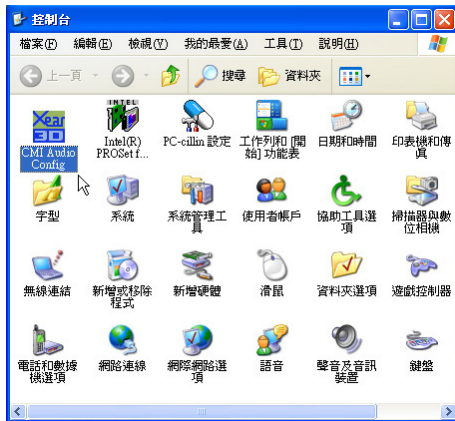 控制台
檔案(F) 編輯(E) 檢視(V) 我的最愛(A) 工具(T) 說明(H)
上一頁 搜尋 資料夾
Xear
3D
INTEL
CMI Audio
Config
Intel(R)
PROSet f...
PC-cillin 設定
工作列和 [開
始] 功能表
日期和時間
印表機和傳
真
字型
系統
系統管理工
具
使用者帳戶
協助工具選
項
掃描器與數
位相機
無線連結
新增或移除
程式
新增硬體
滑鼠
資料夾選項
遊戲控制器
電話和數據
機選項
網路連線
網際網路選
項
語音
聲音及音訊
裝置
鍵盤